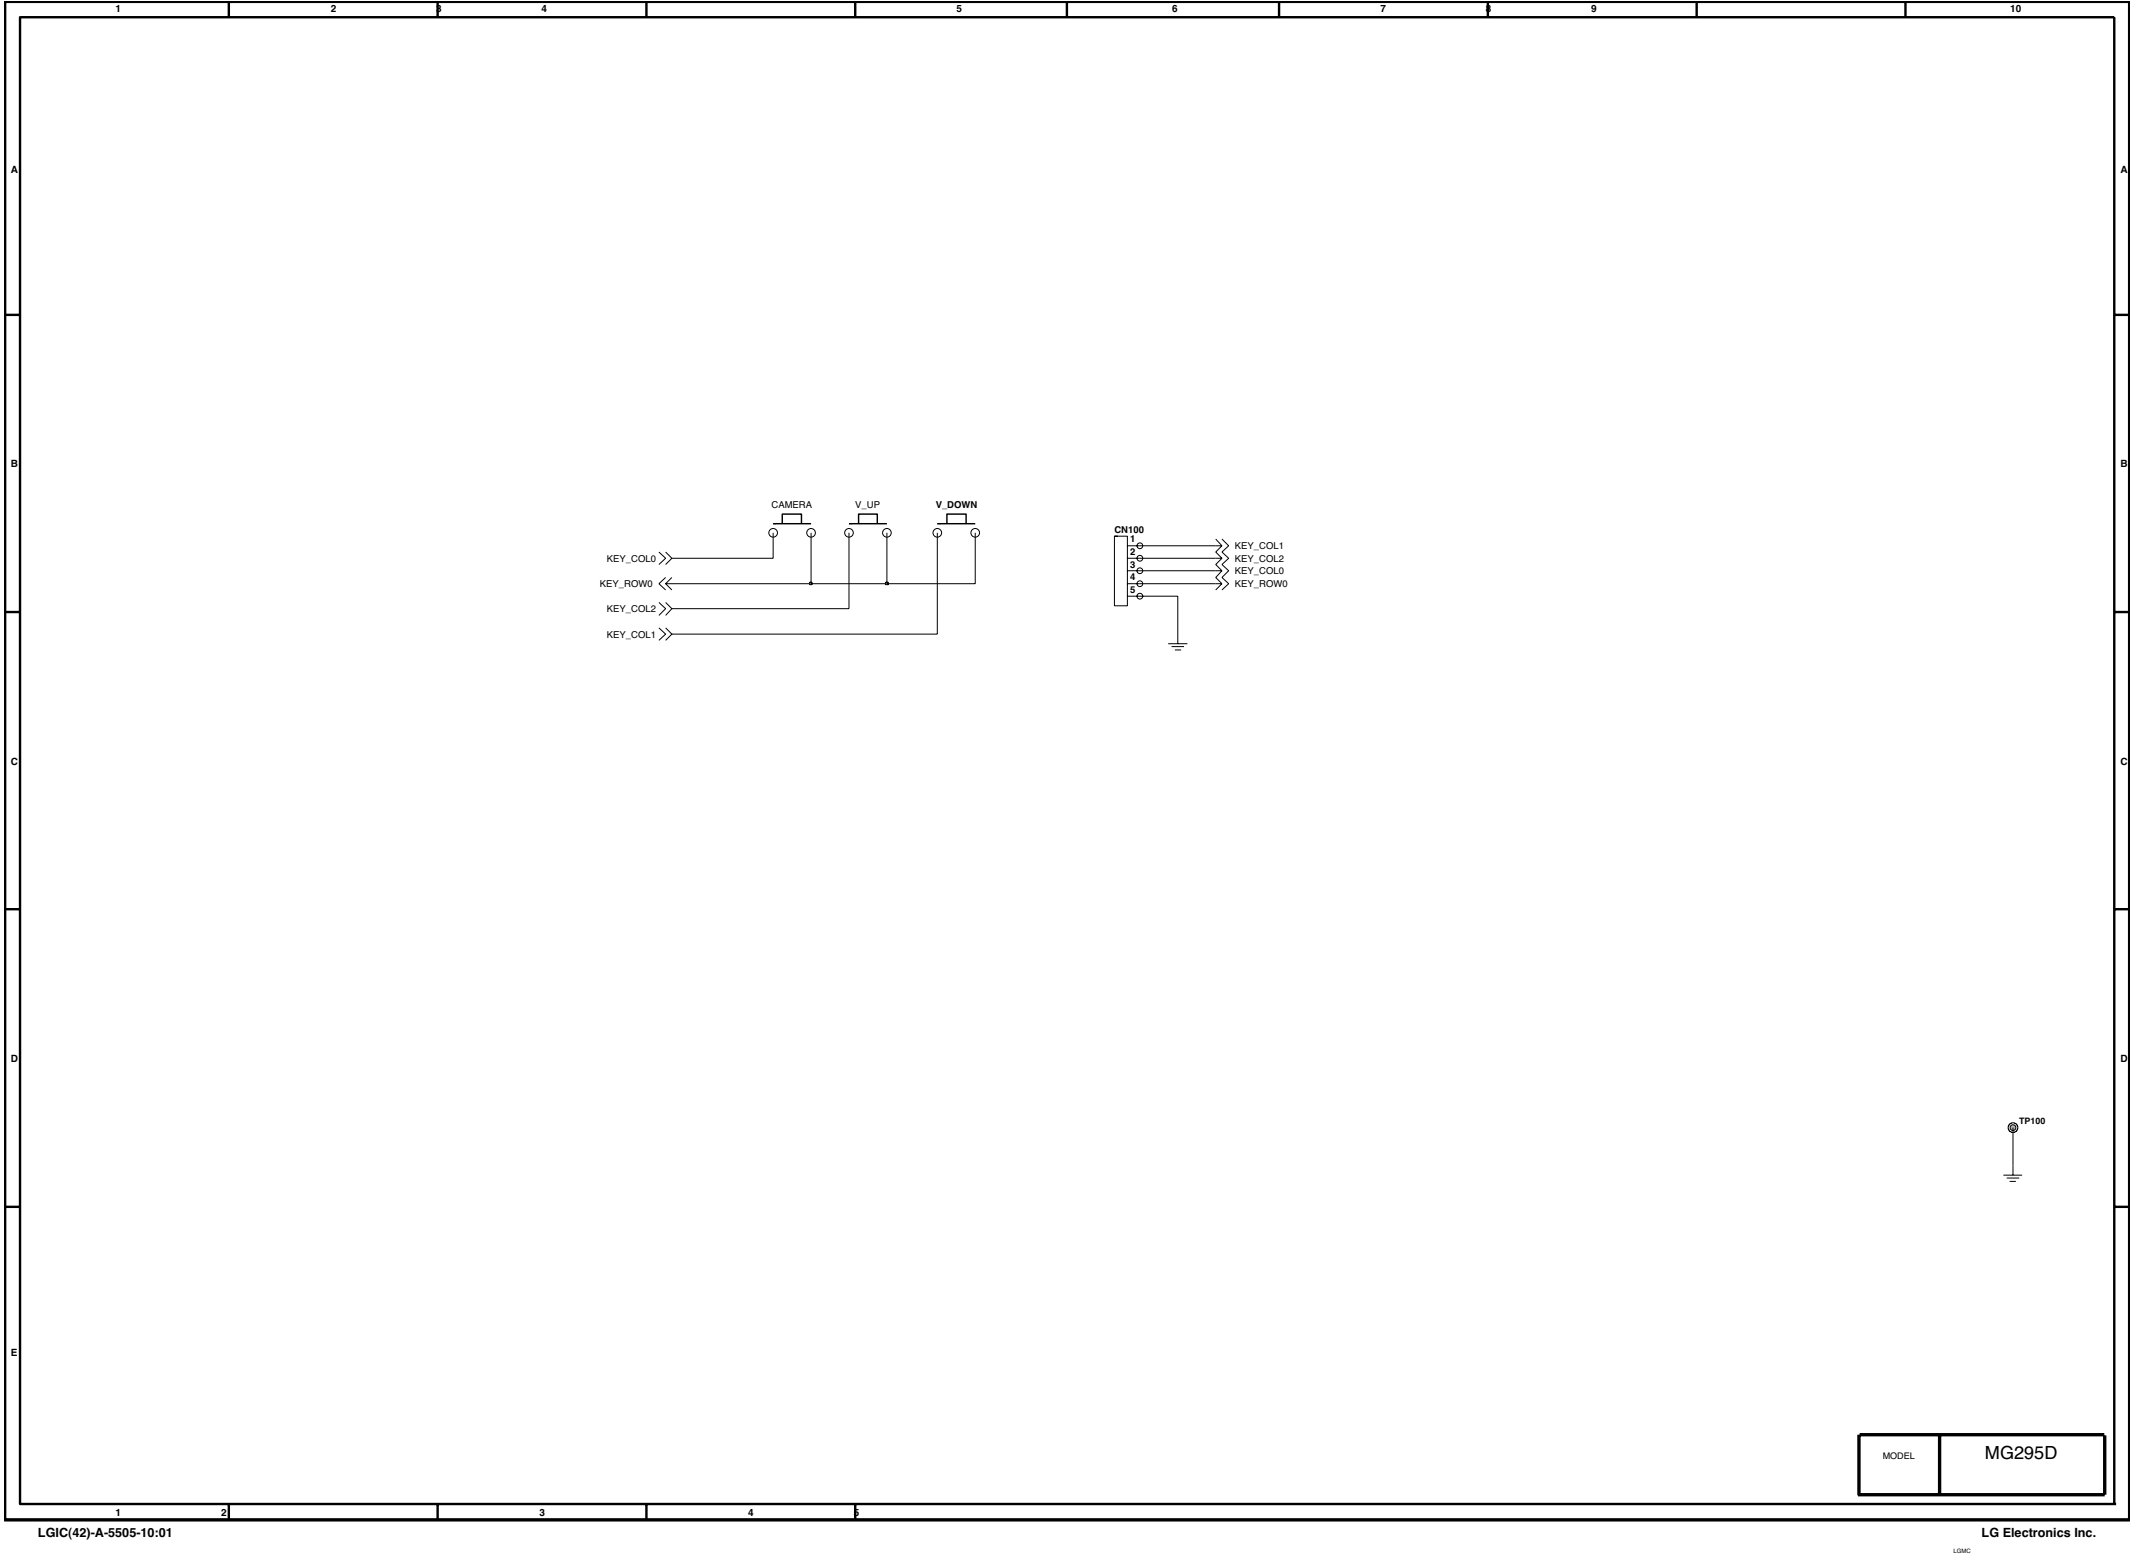 1 2 3 4 5 6 7 8 9 10
A A
B B
CAMERA V_UP V_DOWN
KEY_COL0
KEY_ROW0
KEY_COL2
KEY_COL1
CN100
1 KEY_COL1
2 KEY_COL2
3 KEY_COL0
4 KEY_ROW0
5
C C
D D
TP100
E
MODEL MG295D
1 2 3 4 5
LGIC(42)-A-5505-10:01 LG Electronics Inc.
LGMC